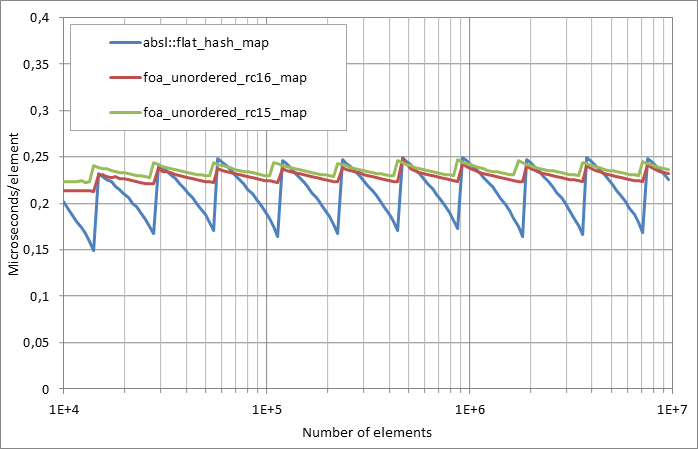 0,4
0,35
0,3
0,25
0,2
0,15
0,1
0,05
0
Microseconds/element
absl::flat_hash_map
foa_unordered_rc16_map
foa_unordered_rc15_map
1E+4
1E+5
1E+6
1E+7
Number of elements